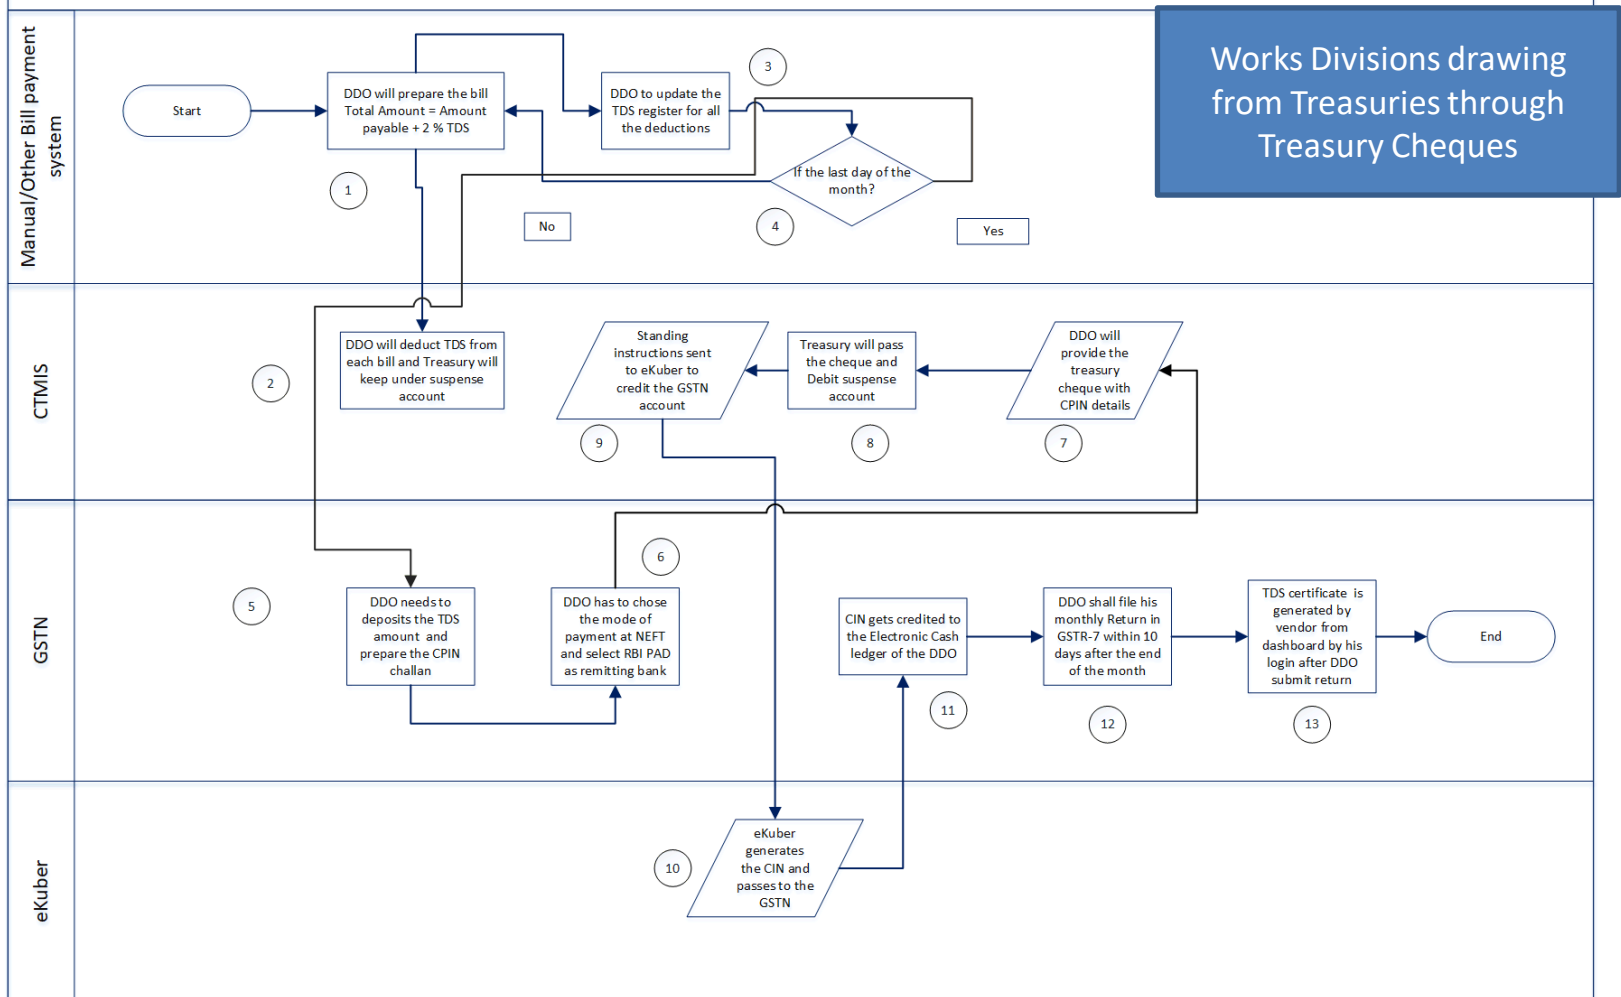 Works Divisions drawing
from Treasuries through
Treasury Cheques
Manual/Other Bill payment
system
Start
DDO will prepare the bill
Total Amount = Amount
payable + 2 % TDS
1
DDO to update the
TDS register for all
the deductions
3
If the last day of the
month?
4
No
Yes
CTMIS
DDO will deduct TDS from
each bill and Treasury will
keep under suspense
account
2
Standing
instructions sent
to eKuber to
credit the GSTN
account
9
Treasury will pass
the cheque and
Debit suspense
account
8
DDO will
provide the
treasury
cheque with
CPIN details
7
GSTN
5
DDO needs to
deposits the TDS
amount and
prepare the CPIN
challan
6
DDO has to chose
the mode of
payment at NEFT
and select RBI PAD
as remitting bank
CIN gets credited to
the Electronic Cash
ledger of the DDO
11
DDO shall file his
monthly Return in
GSTR-7 within 10
days after the end
of the month
12
TDS certificate is
generated by
vendor from
dashboard by his
login after DDO
submit return
13
End
eKuber
10
eKuber
generates
the CIN and
passes to the
GSTN